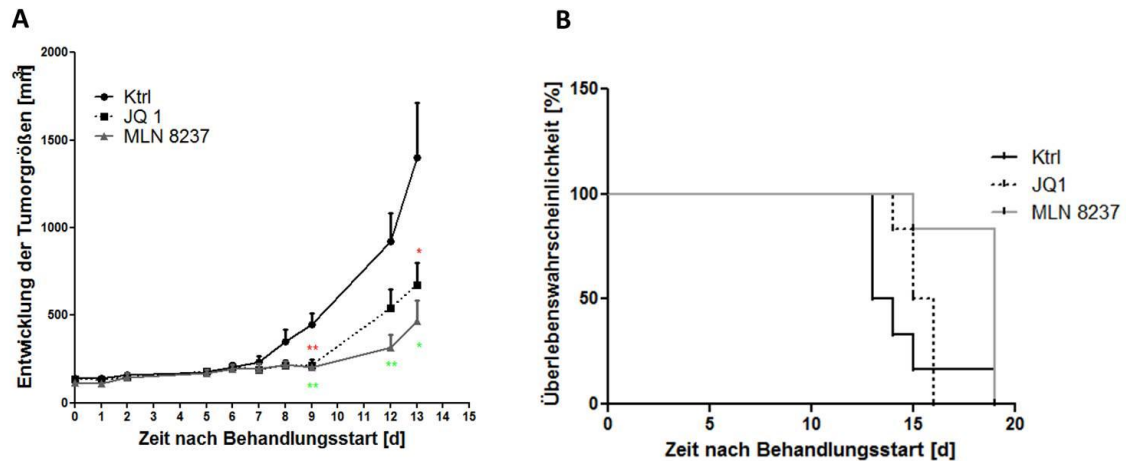 A
Entwicklung der Tumorgrößen [mm³]
2000
1500
1000
500
0
Ktrl
JQ 1
MLN 8237
*
**
**
**
*
0 1 2 3 4 5 6 7 8 9 10 11 12 13 14 15
Zeit nach Behandlungsstart [d]
B
Überlebenswahrscheinlichkeit [%]
150
100
50
0
Ktrl
JQ1
MLN 8237
0 5 10 15 20
Zeit nach Behandlungsstart [d]